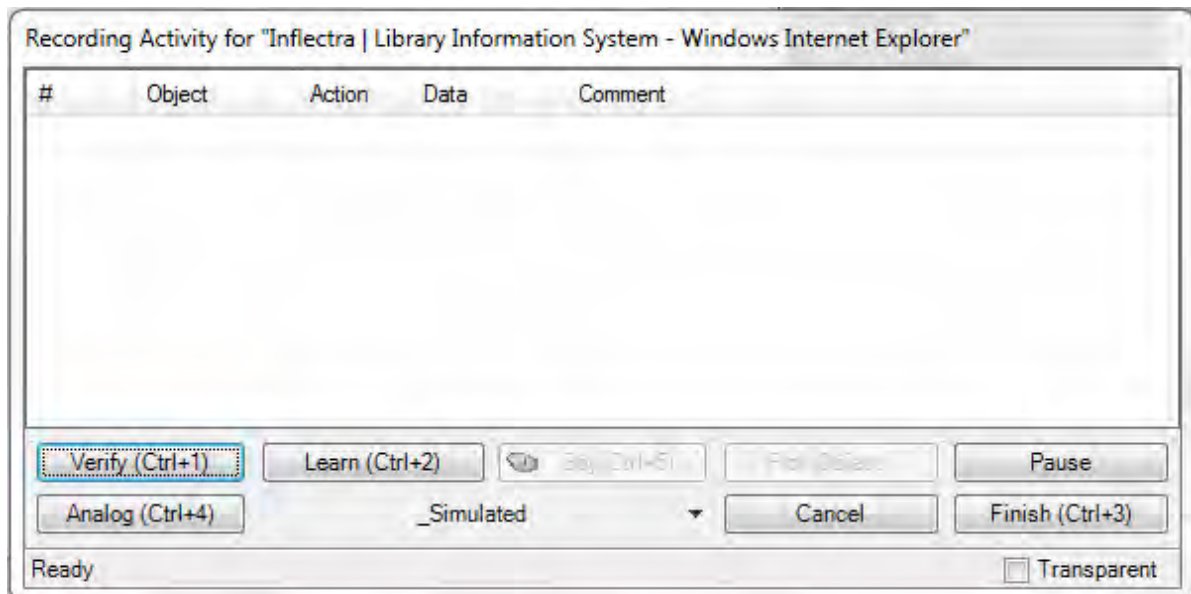 Recording Activity for "Inflectra | Library Information System - Windows Internet Explorer"
# Object Action Data Comment
Verify (Ctrl+1) Learn (Ctrl+2) Pause
Analog (Ctrl+4) _Simulated Cancel Finish (Ctrl+3)
Ready Transparent